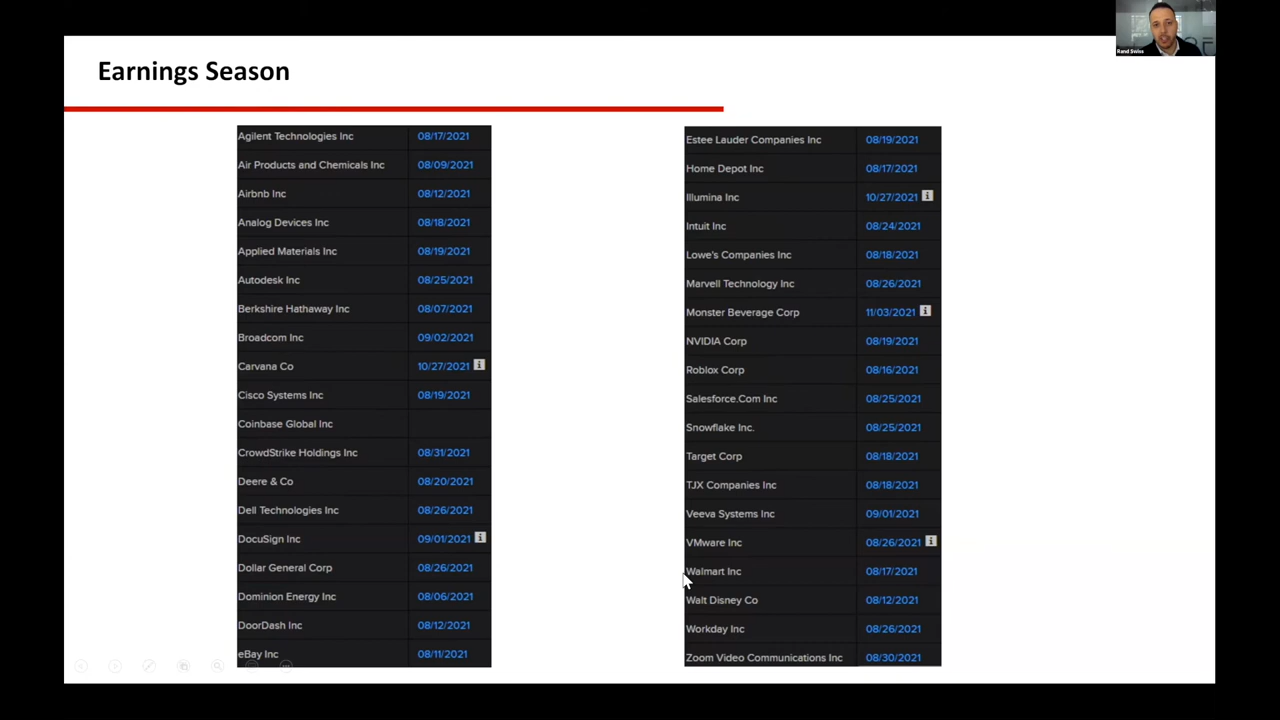 Rand Swiss
Earnings Season
Agilent Technologies Inc 08/17/2021
Air Products and Chemicals Inc 08/09/2021
Airbnb Inc 08/12/2021
Analog Devices Inc 08/18/2021
Applied Materials Inc 08/19/2021
Autodesk Inc 08/25/2021
Berkshire Hathaway Inc 08/07/2021
Broadcom Inc 09/02/2021
Carvana Co 10/27/2021
Cisco Systems Inc 08/19/2021
Coinbase Global Inc
CrowdStrike Holdings Inc 08/31/2021
Deere & Co 08/20/2021
Dell Technologies Inc 08/26/2021
DocuSign Inc 09/01/2021
Dollar General Corp 08/26/2021
Dominion Energy Inc 08/06/2021
DoorDash Inc 08/12/2021
eBay Inc 08/11/2021
Estee Lauder Companies Inc 08/19/2021
Home Depot Inc 08/17/2021
Illumina Inc 10/27/2021
Intuit Inc 08/24/2021
Lowe's Companies Inc 08/18/2021
Marvell Technology Inc 08/26/2021
Monster Beverage Corp 11/03/2021
NVIDIA Corp 08/19/2021
Roblox Corp 08/16/2021
Salesforce.Com Inc 08/25/2021
Snowflake Inc. 08/25/2021
Target Corp 08/18/2021
TJX Companies Inc 08/18/2021
Veeva Systems Inc 09/01/2021
VMware Inc 08/26/2021
Walmart Inc 08/17/2021
Walt Disney Co 08/12/2021
Workday Inc 08/26/2021
Zoom Video Communications Inc 08/30/2021